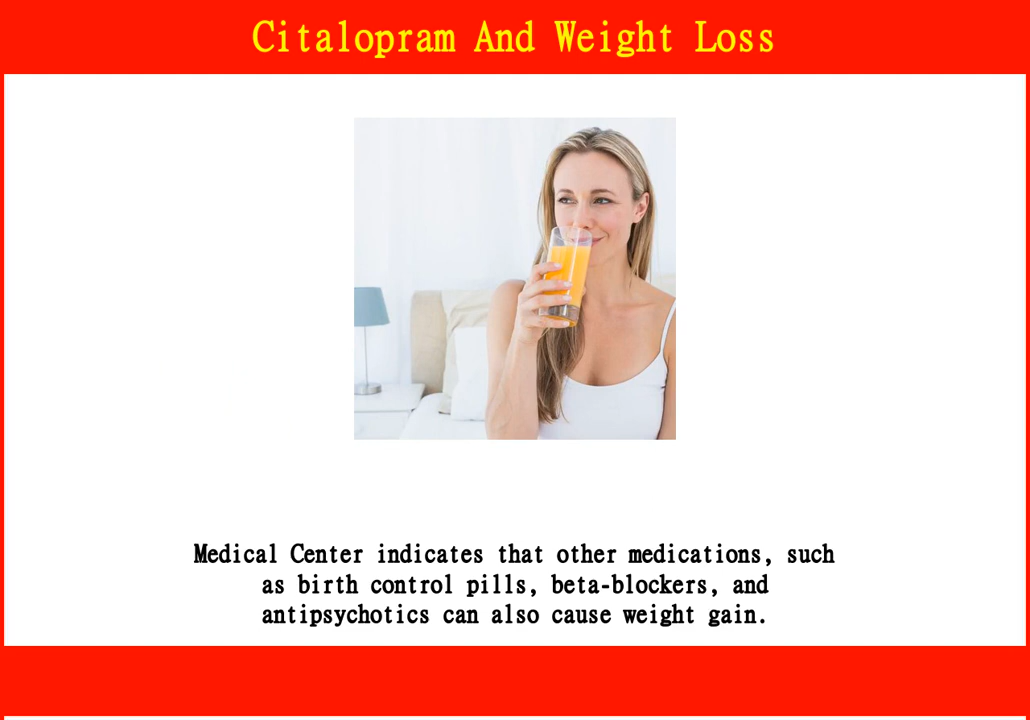 Citalopram And Weight Loss
Medical Center indicates that other medications, such
as birth control pills, beta-blockers, and
antipsychotics can also cause weight gain.